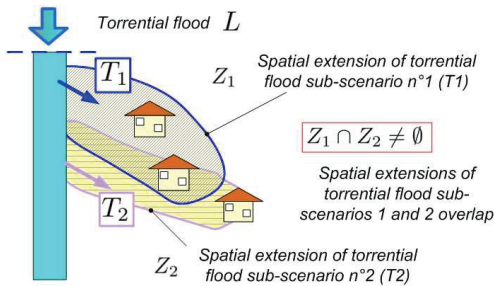 Torrential flood L
T1
Z1
Spatial extension of torrential
flood sub-scenario n°1 (T1)
Z1 ∩ Z2 ≠ ∅
Spatial extensions of
torrential flood sub-
scenarios 1 and 2 overlap
T2
Z2
Spatial extension of torrential
flood sub-scenario n°2 (T2)